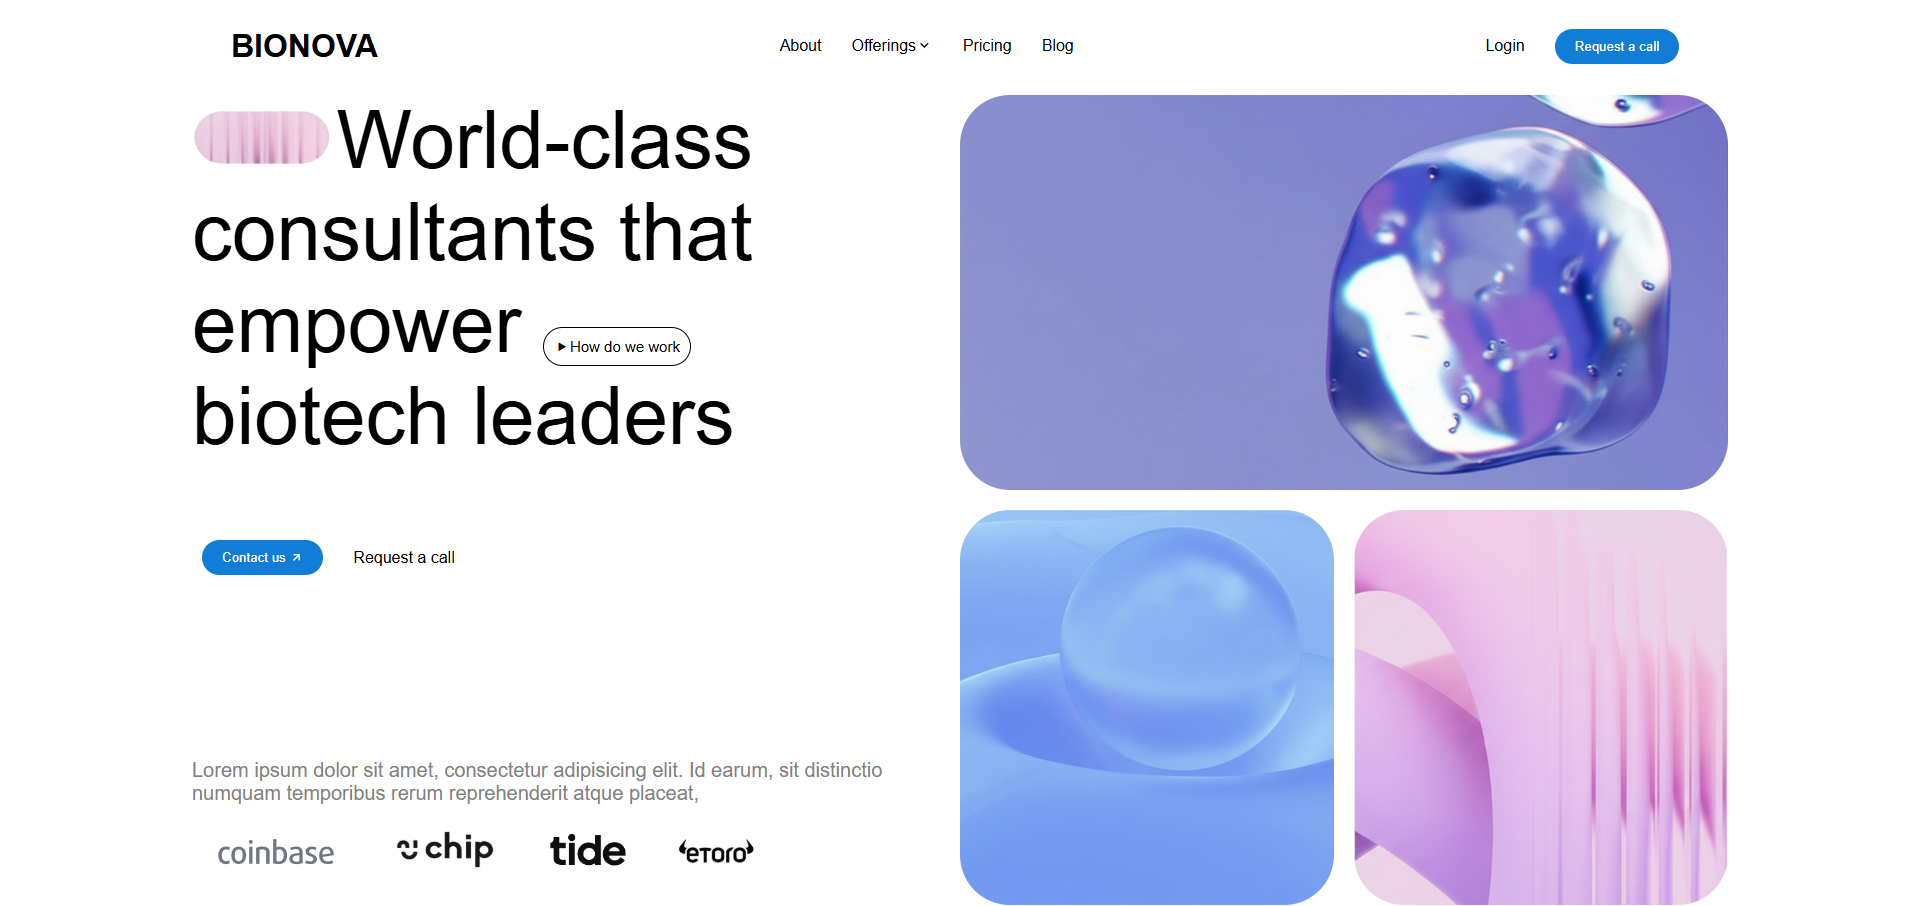 BIONOVA
About Offerings Pricing Blog
Login Request a call
World-class
consultants that
empower How do we work
biotech leaders
Contact us Request a call
Lorem ipsum dolor sit amet, consectetur adipisicing elit. Id earum, sit distinctio
numquam temporibus rerum reprehenderit atque placeat,
coinbase chip tide eToro